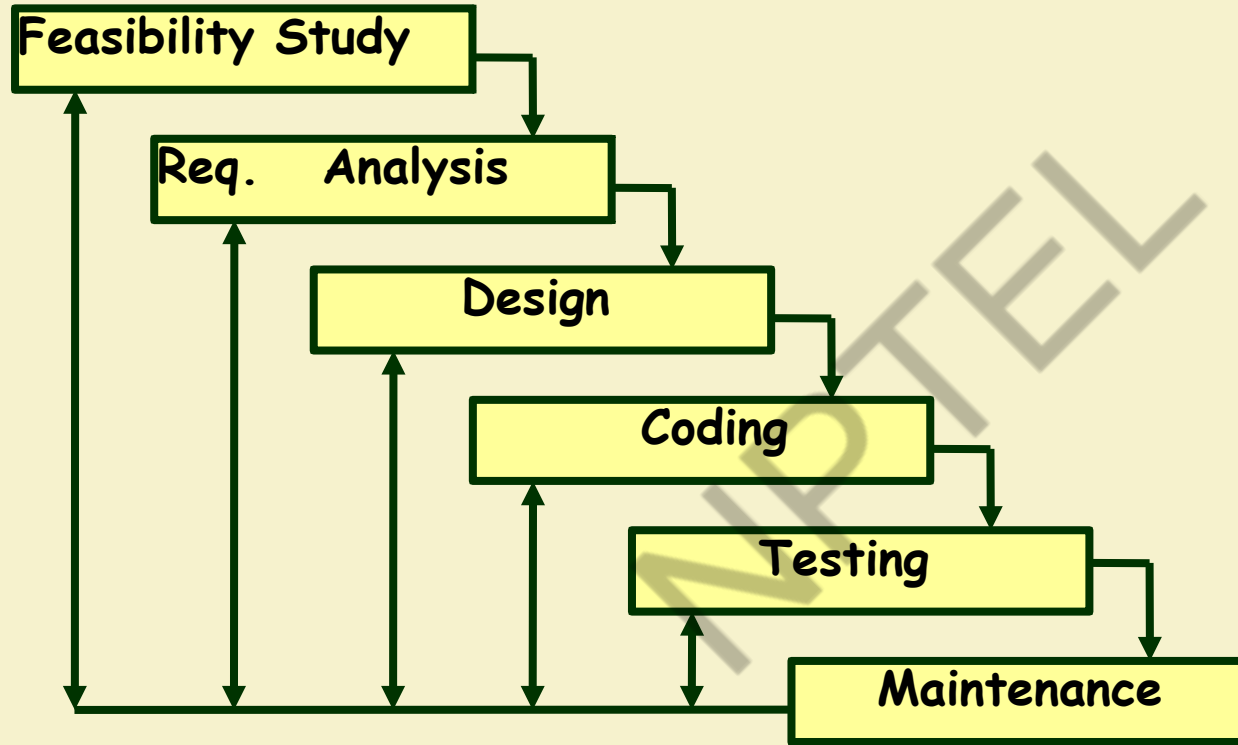 Feasibility Study
Req. Analysis
Design
Coding
Testing
Maintenance
NPTEL